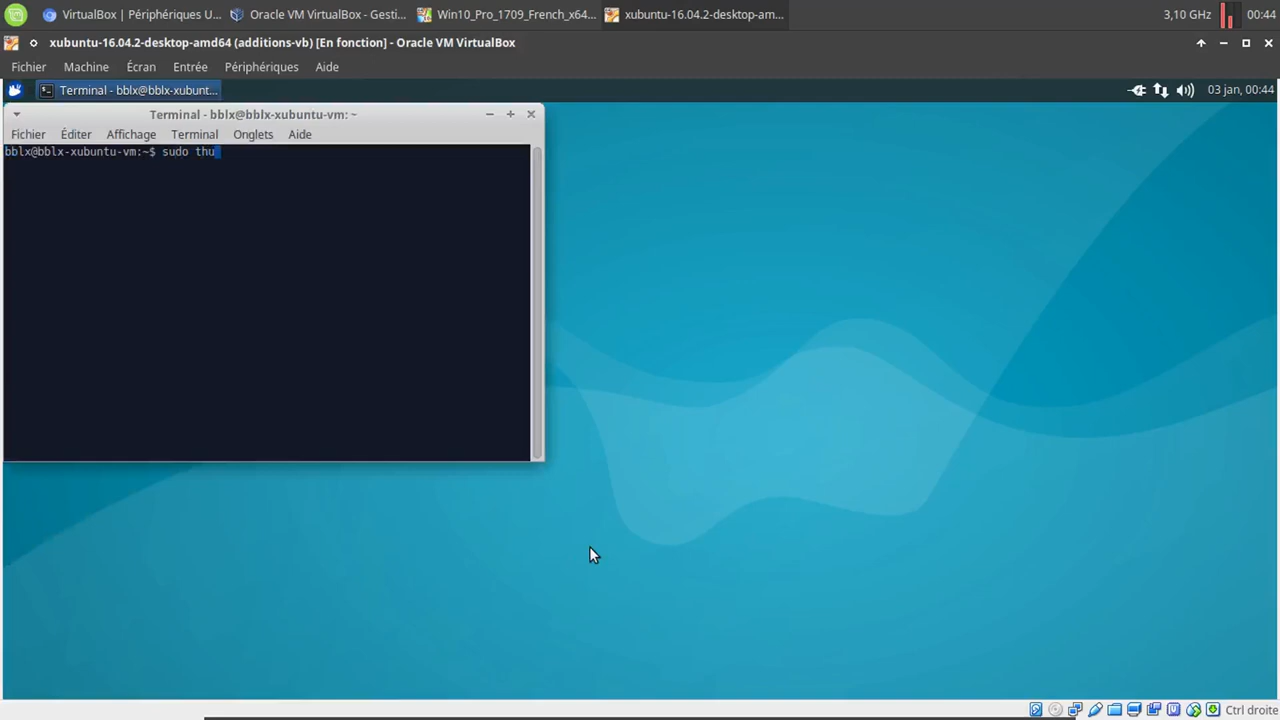 VirtualBox | Périphériques U... Oracle VM VirtualBox - Gesti... Win10_Pro_1709_French_x64... xubuntu-16.04.2-desktop-am... 3,10 GHz 00:44
xubuntu-16.04.2-desktop-amd64 (additions-vb) [En fonction] - Oracle VM VirtualBox
Fichier Machine Écran Entrée Périphériques Aide
Terminal - bblx@bblx-xubunt... 03 jan, 00:44
Terminal - bblx@bblx-xubuntu-vm: ~
Fichier Éditer Affichage Terminal Onglets Aide
bblx@bblx-xubuntu-vm:~$ sudo thu
Ctrl droite